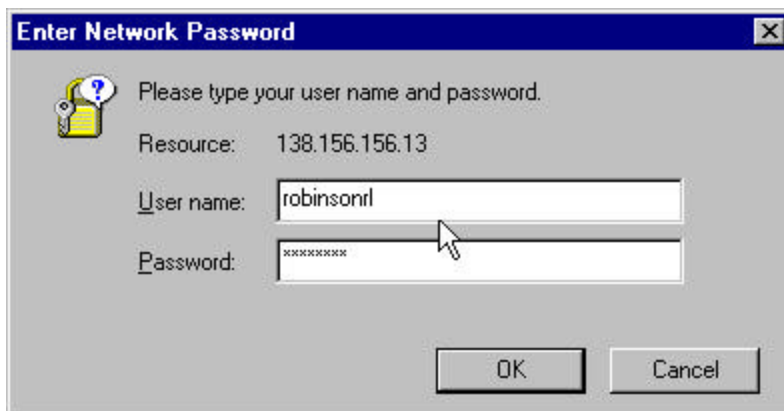 Enter Network Password
Please type your user name and password.
Resource: 138.156.156.13
User name: robinsonrl
Password: ********
OK Cancel